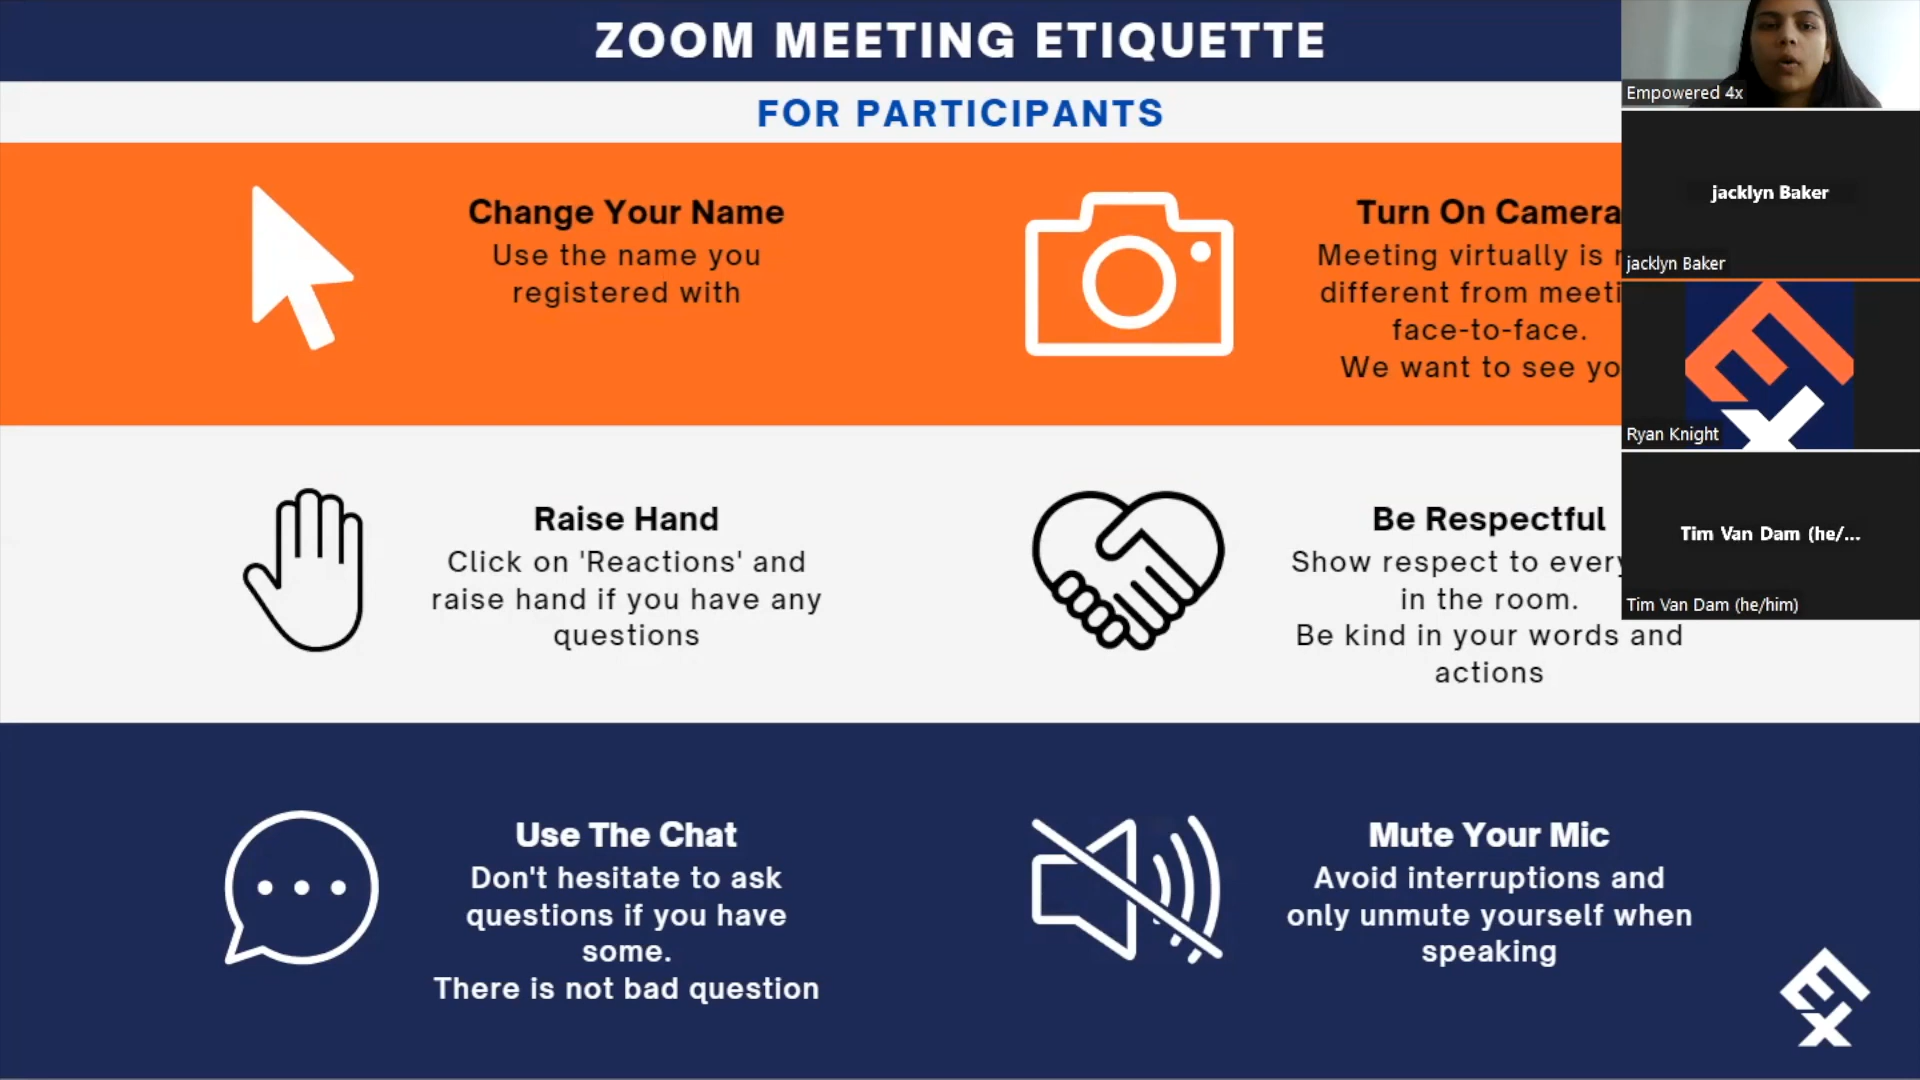 ZOOM MEETING ETIQUETTE
FOR PARTICIPANTS
Change Your Name
Use the name you
registered with
Turn On Camera
Meeting virtually is
different from
face-to-face.
We want to see
Raise Hand
Click on 'Reactions' and
raise hand if you have any
questions
Be Respectful
Show respect to
in the room.
Be kind in your words and
actions
Use The Chat
Don't hesitate to ask
questions if you have
some.
There is not bad question
Mute Your Mic
Avoid interruptions and
only unmute yourself when
speaking
Empowered 4x
jacklyn Baker
jacklyn Baker
Ryan Knight
Tim Van Dam (he/...
Tim Van Dam (he/him)